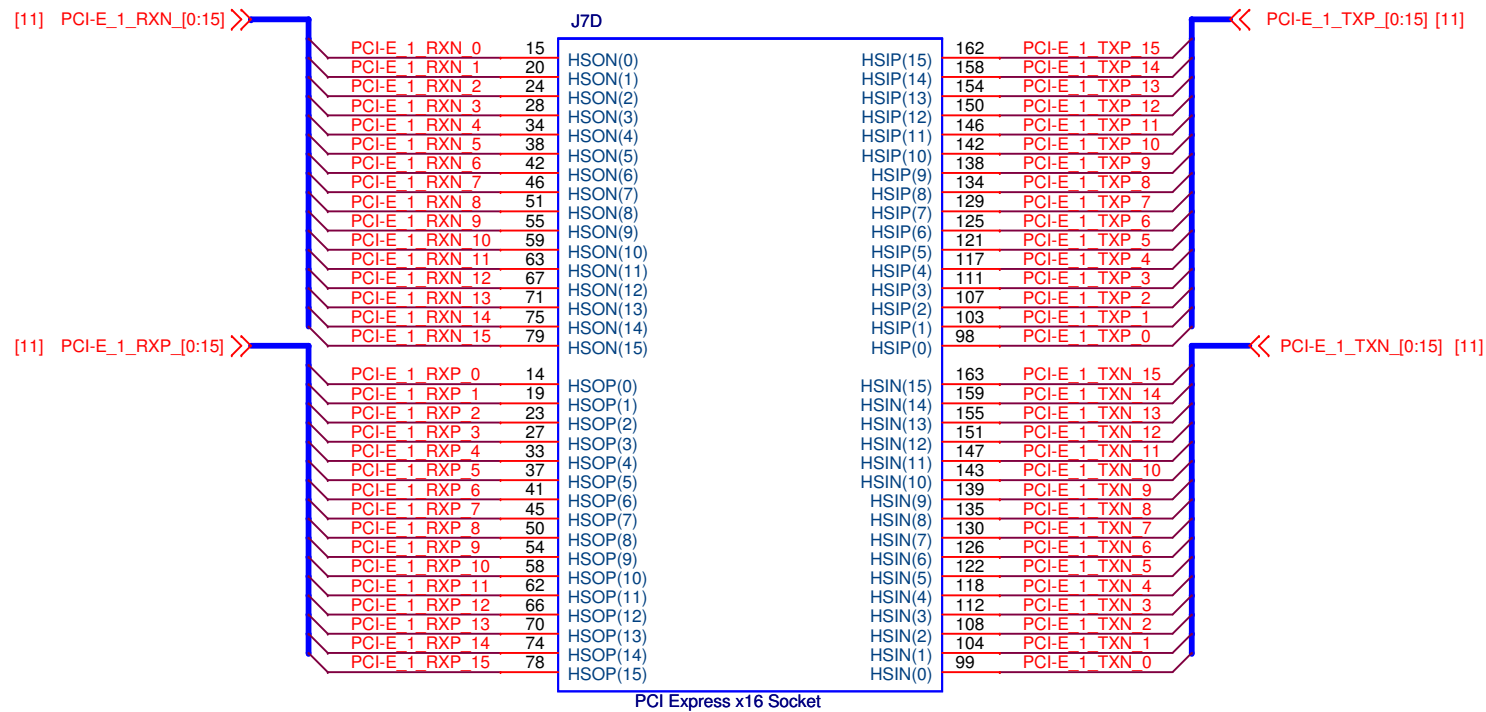 [11] PCI-E_1_RXN_[0:15] J7D PCI-E_1_TXP_[0:15] [11]
PCI-E_1_RXN_0 15 HSON(0) HSIP(15) 162 PCI-E_1_TXP_15
PCI-E_1_RXN_1 20 HSON(1) HSIP(14) 158 PCI-E_1_TXP_14
PCI-E_1_RXN_2 24 HSON(2) HSIP(13) 154 PCI-E_1_TXP_13
PCI-E_1_RXN_3 28 HSON(3) HSIP(12) 150 PCI-E_1_TXP_12
PCI-E_1_RXN_4 34 HSON(4) HSIP(11) 146 PCI-E_1_TXP_11
PCI-E_1_RXN_5 38 HSON(5) HSIP(10) 142 PCI-E_1_TXP_10
PCI-E_1_RXN_6 42 HSON(6) HSIP(9) 138 PCI-E_1_TXP_9
PCI-E_1_RXN_7 46 HSON(7) HSIP(8) 134 PCI-E_1_TXP_8
PCI-E_1_RXN_8 51 HSON(8) HSIP(7) 129 PCI-E_1_TXP_7
PCI-E_1_RXN_9 55 HSON(9) HSIP(6) 125 PCI-E_1_TXP_6
PCI-E_1_RXN_10 59 HSON(10) HSIP(5) 121 PCI-E_1_TXP_5
PCI-E_1_RXN_11 63 HSON(11) HSIP(4) 117 PCI-E_1_TXP_4
PCI-E_1_RXN_12 67 HSON(12) HSIP(3) 111 PCI-E_1_TXP_3
PCI-E_1_RXN_13 71 HSON(13) HSIP(2) 107 PCI-E_1_TXP_2
PCI-E_1_RXN_14 75 HSON(14) HSIP(1) 103 PCI-E_1_TXP_1
PCI-E_1_RXN_15 79 HSON(15) HSIP(0) 98 PCI-E_1_TXP_0
[11] PCI-E_1_RXP_[0:15] PCI-E_1_TXN_[0:15] [11]
PCI-E_1_RXP_0 14 HSOP(0) HSIN(15) 163 PCI-E_1_TXN_15
PCI-E_1_RXP_1 19 HSOP(1) HSIN(14) 159 PCI-E_1_TXN_14
PCI-E_1_RXP_2 23 HSOP(2) HSIN(13) 155 PCI-E_1_TXN_13
PCI-E_1_RXP_3 27 HSOP(3) HSIN(12) 151 PCI-E_1_TXN_12
PCI-E_1_RXP_4 33 HSOP(4) HSIN(11) 147 PCI-E_1_TXN_11
PCI-E_1_RXP_5 37 HSOP(5) HSIN(10) 143 PCI-E_1_TXN_10
PCI-E_1_RXP_6 41 HSOP(6) HSIN(9) 139 PCI-E_1_TXN_9
PCI-E_1_RXP_7 45 HSOP(7) HSIN(8) 135 PCI-E_1_TXN_8
PCI-E_1_RXP_8 50 HSOP(8) HSIN(7) 130 PCI-E_1_TXN_7
PCI-E_1_RXP_9 54 HSOP(9) HSIN(6) 126 PCI-E_1_TXN_6
PCI-E_1_RXP_10 58 HSOP(10) HSIN(5) 122 PCI-E_1_TXN_5
PCI-E_1_RXP_11 62 HSOP(11) HSIN(4) 118 PCI-E_1_TXN_4
PCI-E_1_RXP_12 66 HSOP(12) HSIN(3) 112 PCI-E_1_TXN_3
PCI-E_1_RXP_13 70 HSOP(13) HSIN(2) 108 PCI-E_1_TXN_2
PCI-E_1_RXP_14 74 HSOP(14) HSIN(1) 104 PCI-E_1_TXN_1
PCI-E_1_RXP_15 78 HSOP(15) HSIN(0) 99 PCI-E_1_TXN_0
PCI Express x16 Socket